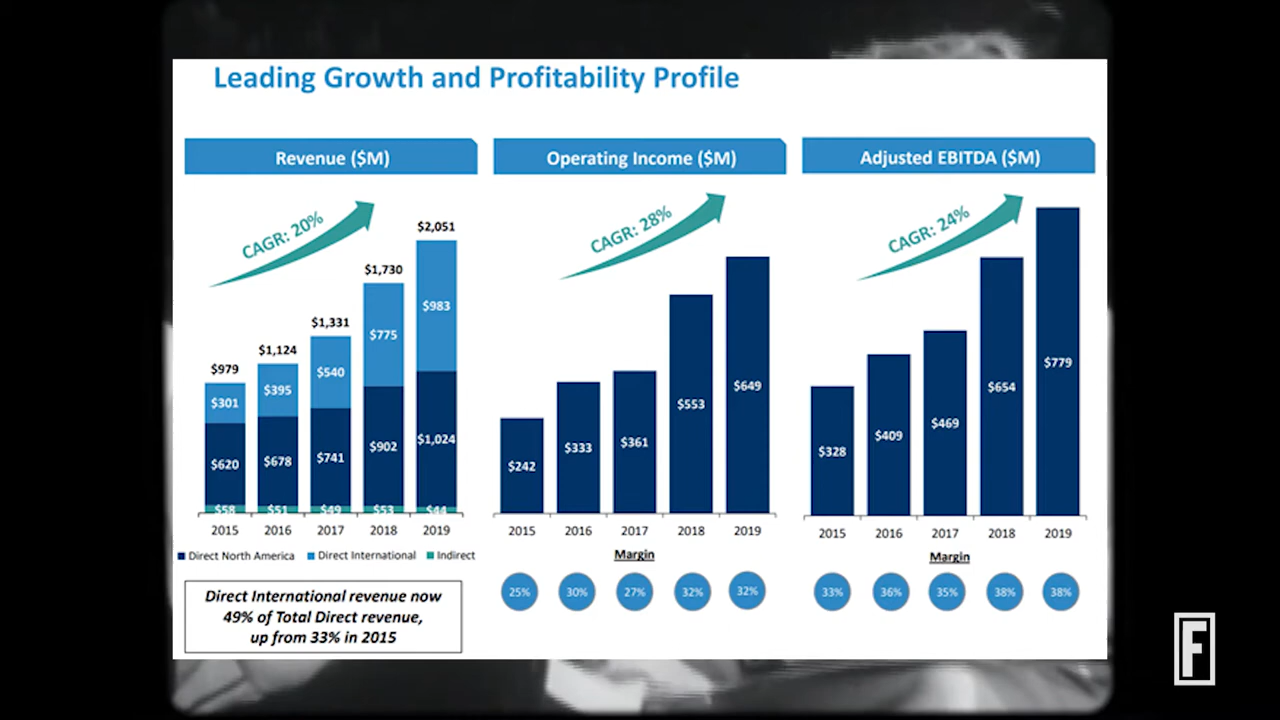 Leading Growth and Profitability Profile
Revenue ($M)
CAGR: 20%
$979
$1,124
$1,331
$1,730
$2,051
$301
$395
$540
$775
$983
$620
$678
$741
$902
$1,024
$58
$51
$49
$53
$44
2015 2016 2017 2018 2019
Direct North America Direct International Indirect
Direct International revenue now
49% of Total Direct revenue,
up from 33% in 2015
Operating Income ($M)
CAGR: 28%
$242
$333
$361
$553
$649
2015 2016 2017 2018 2019
Margin
25% 30% 27% 32% 32%
Adjusted EBITDA ($M)
CAGR: 24%
$328
$409
$469
$654
$779
2015 2016 2017 2018 2019
Margin
33% 36% 35% 38% 38%
F